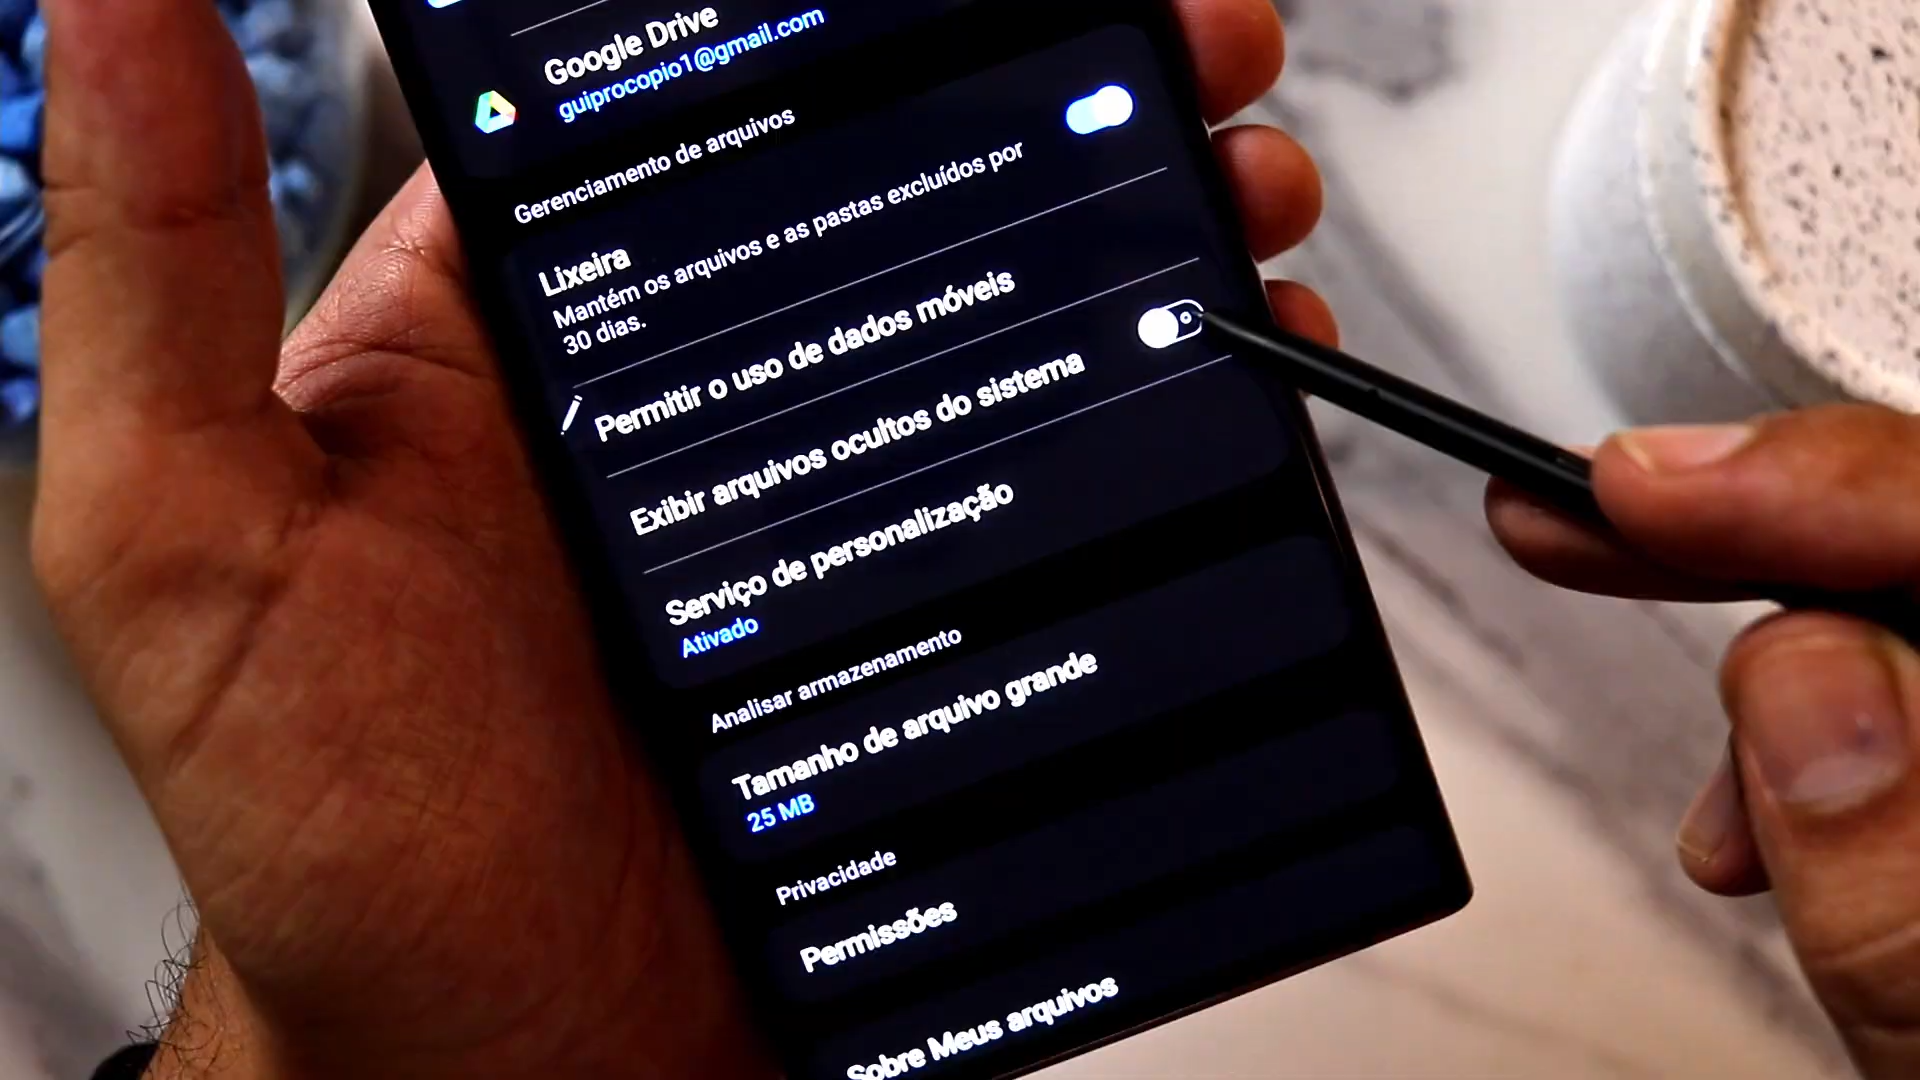 Google Drive
guiprocopio1@gmail.com
Gerenciamento de arquivos
Lixeira
Mantém os arquivos e as pastas excluídos por
30 dias.
Permitir o uso de dados móveis
Exibir arquivos ocultos do sistema
Serviço de personalização
Ativado
Analisar armazenamento
Tamanho de arquivo grande
25 MB
Privacidade
Permissões
Sobre Meus arquivos